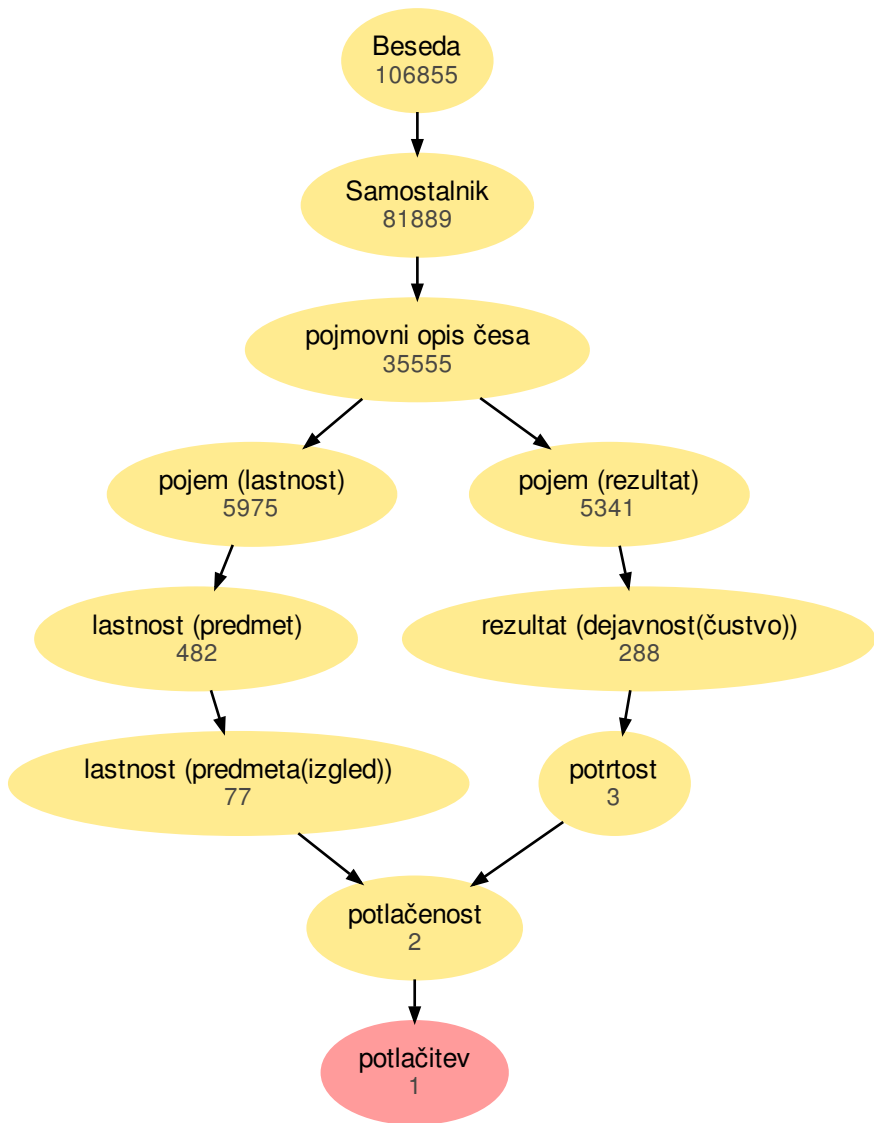 Beseda
106855
Samostalnik
81889
pojmovni opis česa
35555
pojem (lastnost)
5975
pojem (rezultat)
5341
lastnost (predmet)
482
rezultat (dejavnost(čustvo))
288
lastnost (predmeta(izgled))
77
potrtost
3
potlačenost
2
potlačitev
1